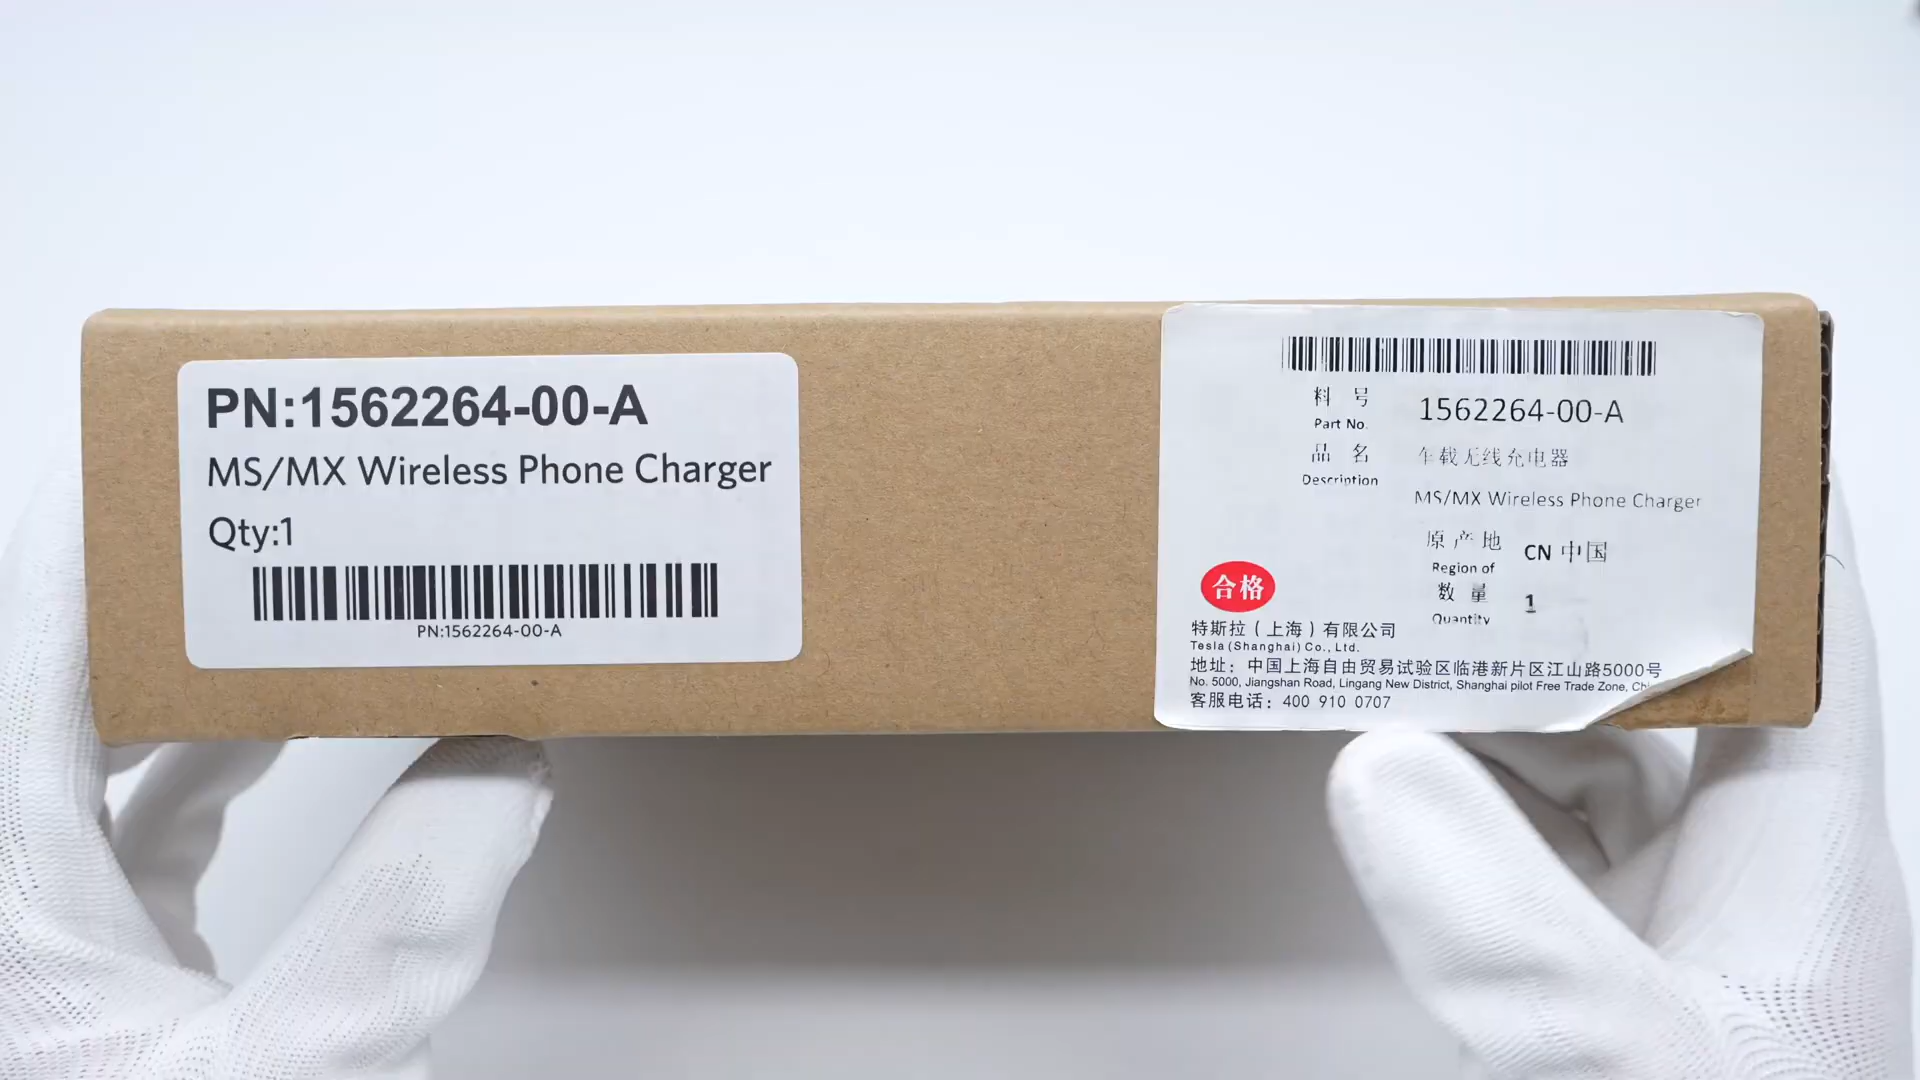 PN:1562264-00-A
MS/MX Wireless Phone Charger
Qty:1
PN:1562264-00-A
料 号 1562264-00-A
Part No.
品 名 车载无线充电器
Description
MS/MX Wireless Phone Charger
原 产 地 CN 中国
Region of
数 量 1
Quantity
合格
特斯拉（上海）有限公司
Tesla (Shanghai) Co., Ltd.
地址：中国上海自由贸易试验区临港新片区江山路5000号
No. 5000, Jiangshan Road, Lingang New District, Shanghai pilot Free Trade Zone,
客服电话：400 910 0707